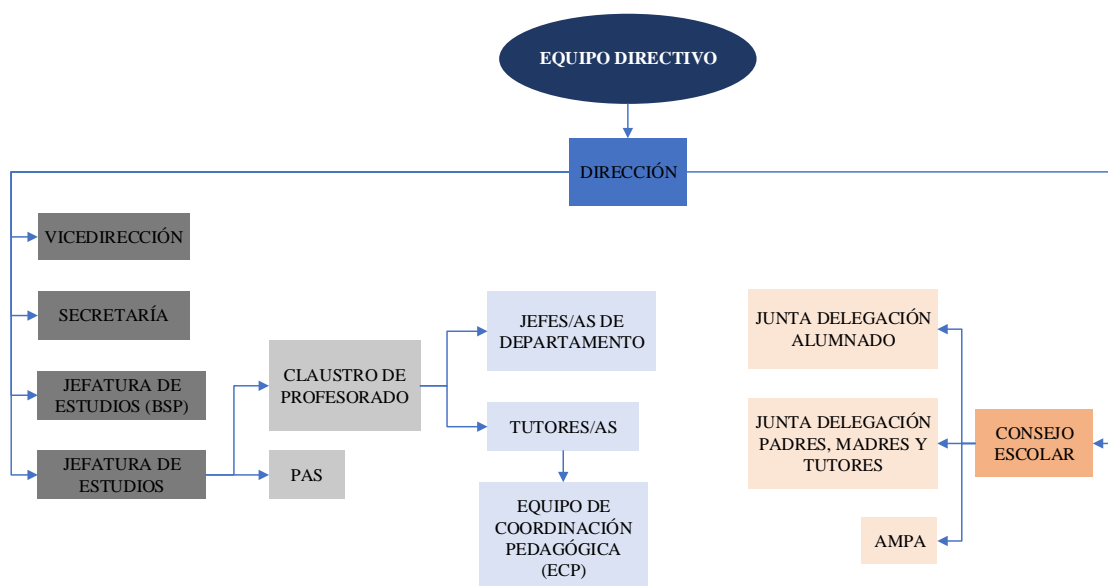 EQUIPO DIRECTIVO
DIRECCIÓN
VICEDIRECCIÓN
SECRETARÍA
JEFATURA DE
ESTUDIOS (BSP)
JEFATURA DE
ESTUDIOS
CLAUSTRO DE
PROFESORADO
PAS
JEFES/AS DE
DEPARTAMENTO
TUTORES/AS
EQUIPO DE
COORDINACIÓN
PEDAGÓGICA
(ECP)
JUNTA DELEGACIÓN
ALUMNADO
JUNTA DELEGACIÓN
PADRES, MADRES Y
TUTORES
AMPA
CONSEJO
ESCOLAR